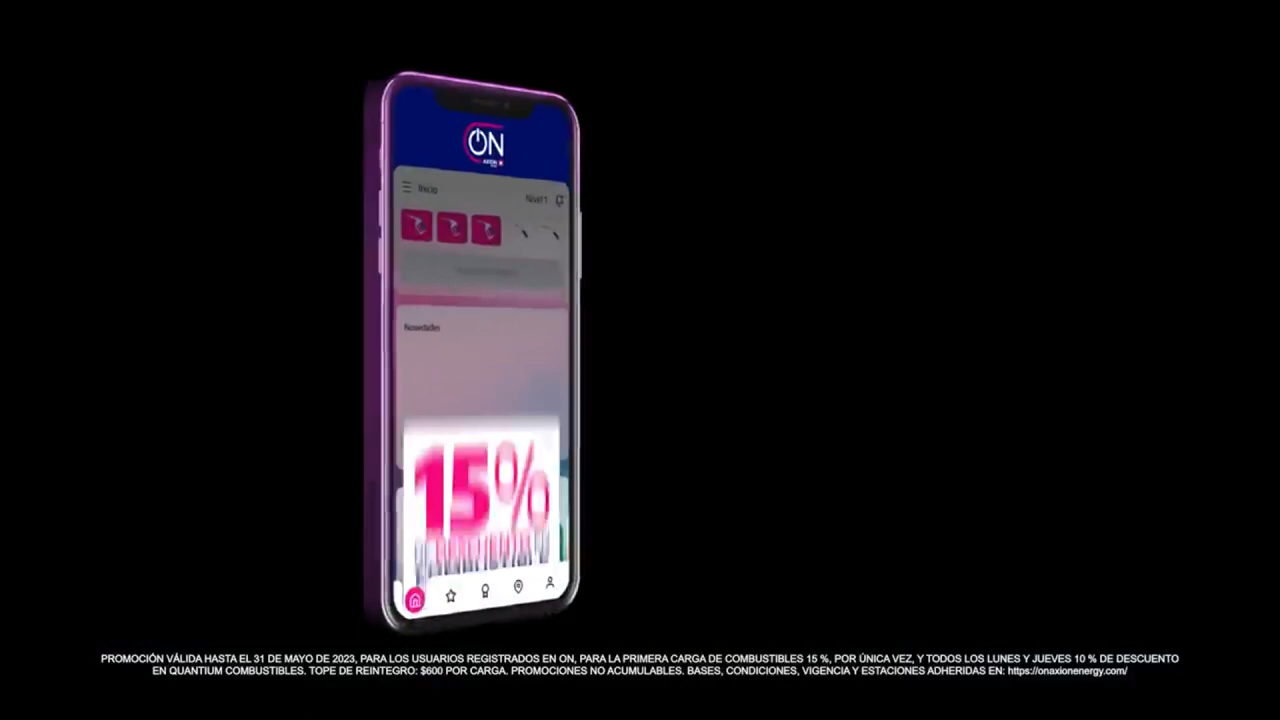 ON
AXION
Inicio
Nivel 1
Novedades
15%
PROMOCIÓN VÁLIDA HASTA EL 31 DE MAYO DE 2023, PARA LOS USUARIOS REGISTRADOS EN ON, PARA LA PRIMERA CARGA DE COMBUSTIBLES 15 %, POR ÚNICA VEZ, Y TODOS LOS LUNES Y JUEVES 10 % DE DESCUENTO
EN QUANTIUM COMBUSTIBLES. TOPE DE REINTEGRO: $600 POR CARGA. PROMOCIONES NO ACUMULABLES. BASES, CONDICIONES, VIGENCIA Y ESTACIONES ADHERIDAS EN: https://onaxionenergy.com/